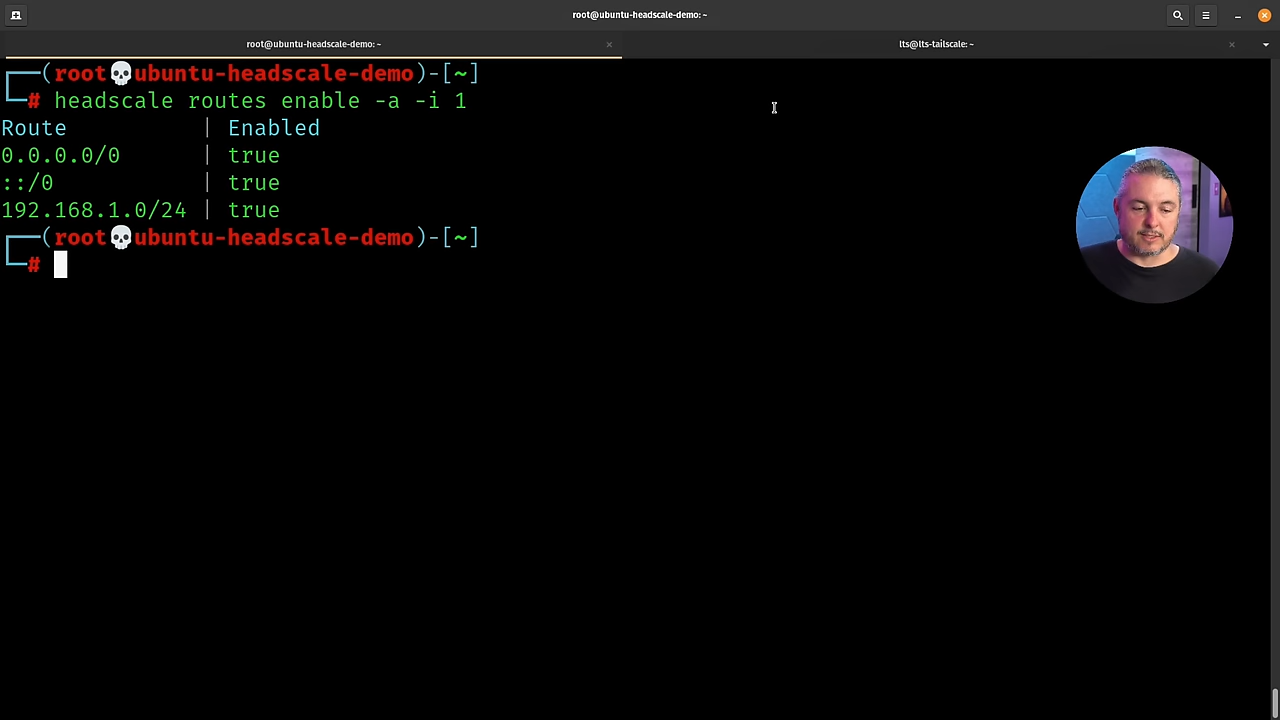 root@ubuntu-headscale-demo: ~
root@ubuntu-headscale-demo: ~
lts@lts-tailscale: ~
┌──(root💀ubuntu-headscale-demo)-[~]
└─# headscale routes enable -a -i 1
Route | Enabled
0.0.0.0/0 | true
::/0 | true
192.168.1.0/24 | true
┌──(root💀ubuntu-headscale-demo)-[~]
└─#